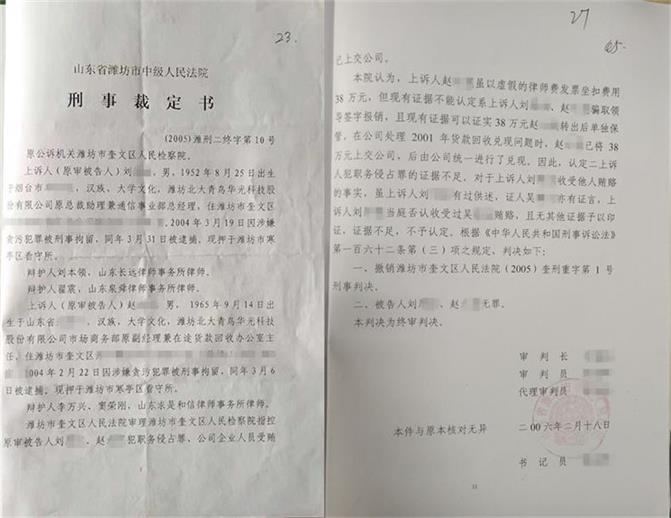 23.
山东省潍坊市中级人民法院
刑事裁定书
(2005)潍刑二终字第10号
原公诉机关潍坊市奎文区人民检察院。
上诉人(原审被告人)刘 男,1952年8月25日出生
于烟台市 ,汉族,大学文化,潍坊北大青鸟华光科技股
份有限公司原总裁助理兼通信事业部总经理,住潍坊市奎文区
,2004年3月19日因涉嫌
贪污犯罪被刑事拘留,同年3月31日被逮捕,现押于潍坊市寒
亭区看守所。
辩护人刘本领,山东长远律师事务所律师。
辩护人翟震,山东泉舜律师事务所律师。
上诉人(原审被告人)赵 男,1965年9月14日出
生于山东省 ,汉族,大学文化,潍坊北大青鸟华光科技
股份有限公司市场商务部原副经理兼在途货款回收办公室主
任,住潍坊市奎文区
2004年2月22日因涉嫌贪污犯罪被刑事拘留,同年3月6
日被逮捕,现押于潍坊市寒亭区看守所。
辩护人李万兴、窦荣刚,山东求是和信律师事务所律师。
潍坊市奎文区人民法院审理潍坊市奎文区人民检察院指控
原审被告人刘 、赵 犯职务侵占罪、公司企业人员受贿
27
已上交公司。
本院认为,上诉人赵 虽以虚假的律师费发票坐扣费用
38万元,但现有证据不能认定系上诉人刘 、赵 骗取领
导签字报销,且现有证据可以证实38万元赵 转出后单独保
管,在公司处理2001年货款回收兑现问题时,赵 已将38
万元上交公司,后由公司统一进行了兑现。因此,认定二上诉
人犯职务侵占罪的证据不足。对于上诉人刘 收受他人贿赂
的事实,虽上诉人刘 有过供述,证人吴 亦有证言,上
诉人刘 当庭否认收受过吴 贿赂,且无其他证据予以印
证,证据不足,不予认定。根据《中华人民共和国刑事诉讼法》
第一百六十二条第(三)项之规定,判决如下:
一、撤销潍坊市奎文区人民法院(2005)奎刑重字第1号
刑事判决。
二、被告人刘 、赵 无罪。
本判决为终审判决。
审判长
审判员
代理审判员
二00六年二月十八日
本件与原本核对无异
书记员